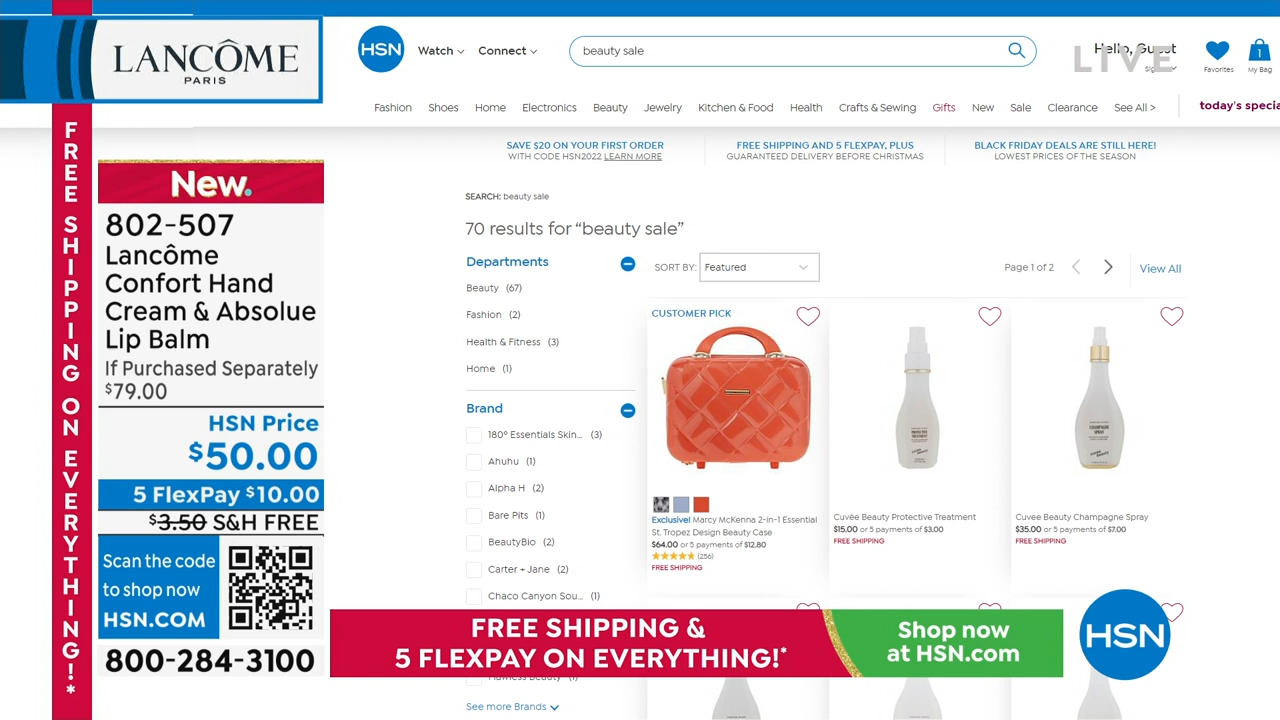 LANCÔME
PARIS
FREE SHIPPING ON EVERYTHING!*
New.
802-507
Lancôme
Confort Hand
Cream & Absolue
Lip Balm
If Purchased Separately
$79.00
HSN Price
$50.00
5 FlexPay $10.00
$3.50 S&H FREE
Scan the code
to shop now
HSN.COM
800-284-3100
HSN
Watch
Connect
beauty sale
Hello, Guest
LIVE
Favorites
1
My Bag
Fashion Shoes Home Electronics Beauty Jewelry Kitchen & Food Health Crafts & Sewing Gifts New Sale Clearance See All > today's specia
SAVE $20 ON YOUR FIRST ORDER
WITH CODE HSN2022 LEARN MORE
FREE SHIPPING AND 5 FLEXPAY, PLUS
GUARANTEED DELIVERY BEFORE CHRISTMAS
BLACK FRIDAY DEALS ARE STILL HERE!
LOWEST PRICES OF THE SEASON
SEARCH: beauty sale
70 results for “beauty sale”
Departments
Beauty (67)
Fashion (2)
Health & Fitness (3)
Home (1)
Brand
180° Essentials Skin... (3)
Ahuhu (1)
Alpha H (2)
Bare Pits (1)
BeautyBio (2)
Carter + Jane (2)
Chaco Canyon Sou... (1)
Flawless Beauty (1)
See more Brands
SORT BY: Featured
Page 1 of 2
View All
CUSTOMER PICK
Exclusive! Marcy McKenna 2-in-1 Essential
St. Tropez Design Beauty Case
$64.00 or 5 payments of $12.80
(256)
FREE SHIPPING
Cuvée Beauty Protective Treatment
$15.00 or 5 payments of $3.00
FREE SHIPPING
CHAMPAGNE
SPRAY
Cuvee Beauty Champagne Spray
$35.00 or 5 payments of $7.00
FREE SHIPPING
FREE SHIPPING &
5 FLEXPAY ON EVERYTHING!*
Shop now
at HSN.com
HSN